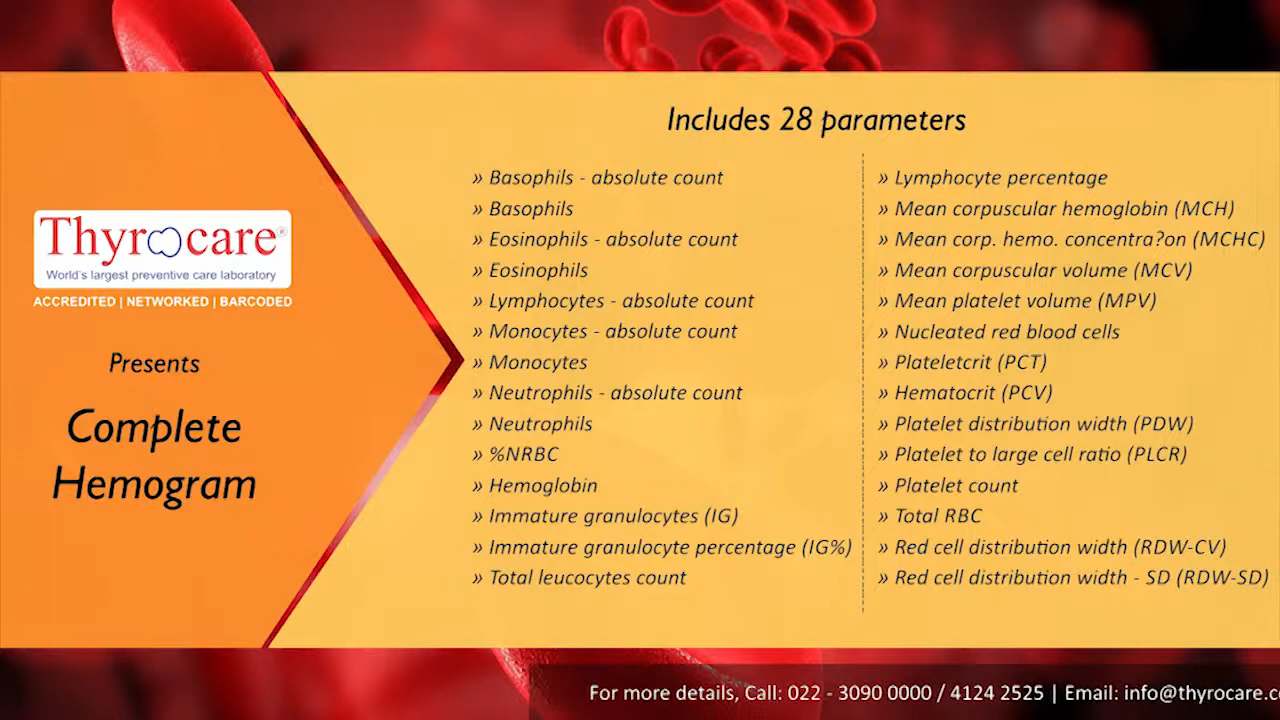 Thyrocare®
World's largest preventive care laboratory
ACCREDITED | NETWORKED | BARCODED
Presents
Complete
Hemogram
Includes 28 parameters
» Basophils - absolute count
» Basophils
» Eosinophils - absolute count
» Eosinophils
» Lymphocytes - absolute count
» Monocytes - absolute count
» Monocytes
» Neutrophils - absolute count
» Neutrophils
» %NRBC
» Hemoglobin
» Immature granulocytes (IG)
» Immature granulocyte percentage (IG%)
» Total leucocytes count
» Lymphocyte percentage
» Mean corpuscular hemoglobin (MCH)
» Mean corp. hemo. concentra?on (MCHC)
» Mean corpuscular volume (MCV)
» Mean platelet volume (MPV)
» Nucleated red blood cells
» Plateletcrit (PCT)
» Hematocrit (PCV)
» Platelet distribution width (PDW)
» Platelet to large cell ratio (PLCR)
» Platelet count
» Total RBC
» Red cell distribution width (RDW-CV)
» Red cell distribution width - SD (RDW-SD)
For more details, Call: 022 - 3090 0000 / 4124 2525 | Email: info@thyrocare.c